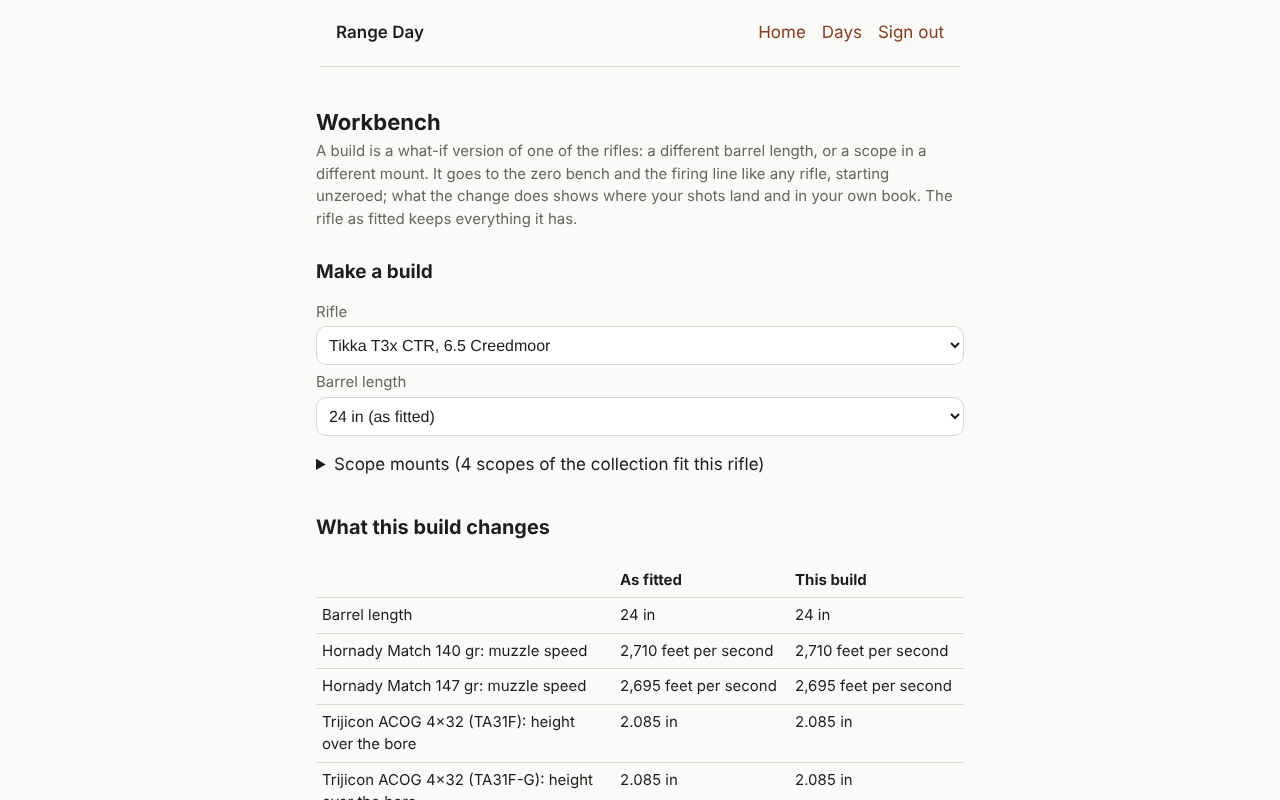 Range Day
Home Days Sign out
Workbench
A build is a what-if version of one of the rifles: a different barrel length, or a scope in a
different mount. It goes to the zero bench and the firing line like any rifle, starting
unzeroed; what the change does shows where your shots land and in your own book. The
rifle as fitted keeps everything it has.
Make a build
Rifle
Tikka T3x CTR, 6.5 Creedmoor
Barrel length
24 in (as fitted)
Scope mounts (4 scopes of the collection fit this rifle)
What this build changes
As fitted This build
Barrel length 24 in 24 in
Hornady Match 140 gr: muzzle speed 2,710 feet per second 2,710 feet per second
Hornady Match 147 gr: muzzle speed 2,695 feet per second 2,695 feet per second
Trijicon ACOG 4×32 (TA31F): height 2.085 in 2.085 in
over the bore
Trijicon ACOG 4×32 (TA31F-G): height 2.085 in 2.085 in